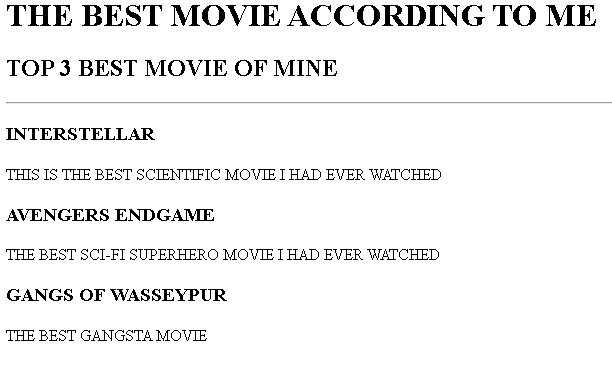 THE BEST MOVIE ACCORDING TO ME
TOP 3 BEST MOVIE OF MINE
INTERSTELLAR
THIS IS THE BEST SCIENTIFIC MOVIE I HAD EVER WATCHED
AVENGERS ENDGAME
THE BEST SCI-FI SUPERHERO MOVIE I HAD EVER WATCHED
GANGS OF WASSEYPUR
THE BEST GANGSTA MOVIE